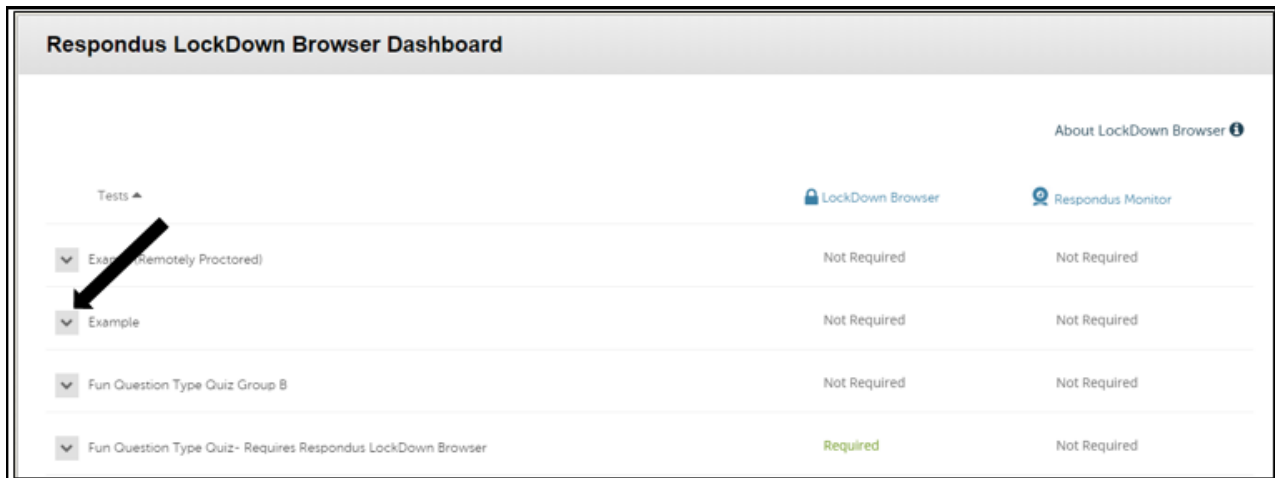 Respondus LockDown Browser Dashboard
About LockDown Browser
Tests LockDown Browser Respondus Monitor
(Remotely Proctored) Not Required Not Required
Example Not Required Not Required
Fun Question Type Quiz Group B Not Required Not Required
Fun Question Type Quiz- Requires Respondus LockDown Browser Required Not Required